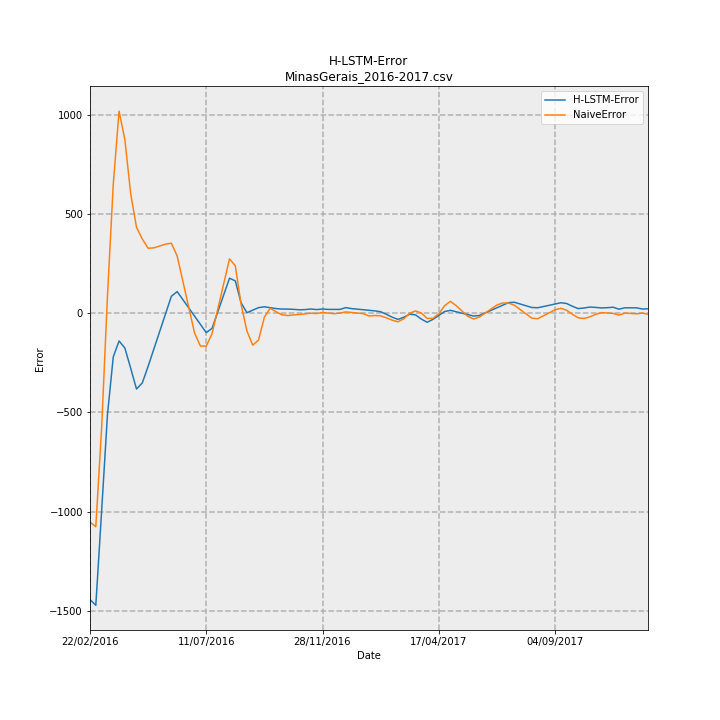 H-LSTM-Error
MinasGerais_2016-2017.csv
H-LSTM-Error
NaiveError
1000
500
0
−500
−1000
−1500
Error
22/02/2016
11/07/2016
28/11/2016
17/04/2017
04/09/2017
Date